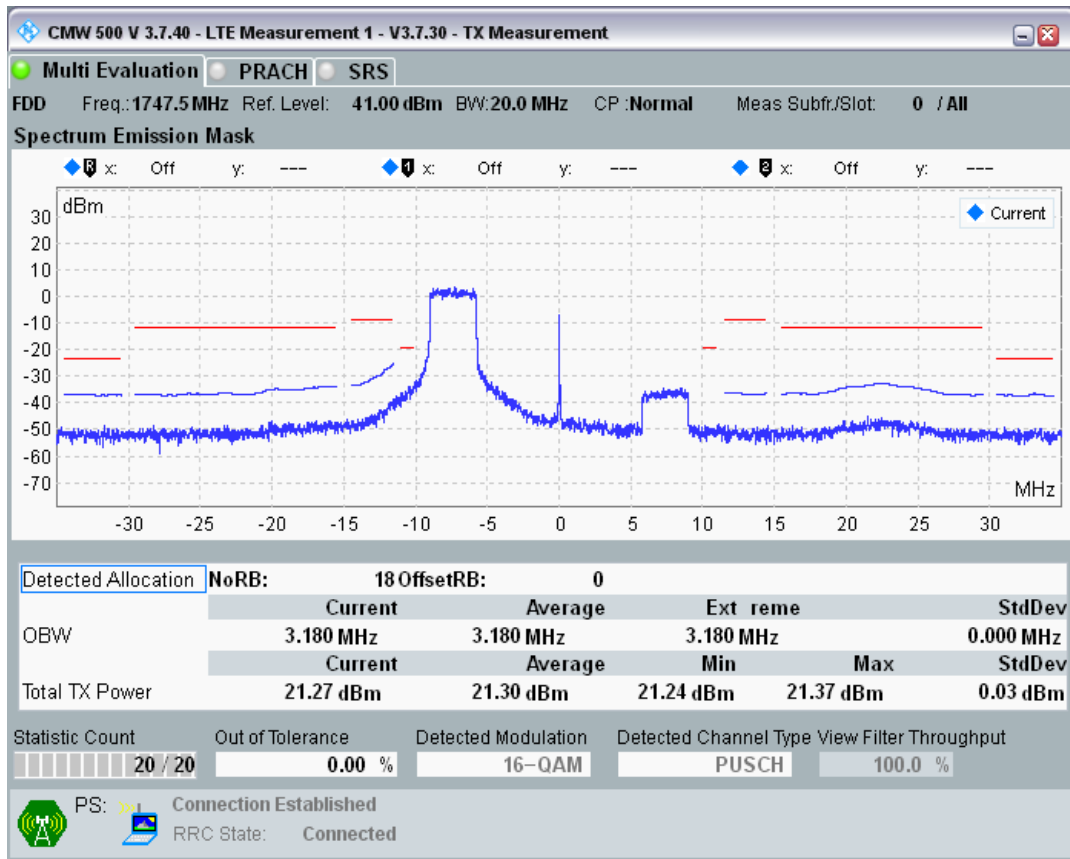 CMW 500 V 3.7.40 - LTE Measurement 1 - V3.7.30 - TX Measurement
Multi Evaluation PRACH SRS
FDD Freq.:1747.5 MHz Ref. Level: 41.00 dBm BW:20.0 MHz CP :Normal Meas Subfr./Slot: 0 / All
Spectrum Emission Mask
R x: Off y: --- 1 x: Off y: --- 2 x: Off y: ---
dBm
Current
30
20
10
0
-10
-20
-30
-40
-50
-60
-70
MHz
-30 -25 -20 -15 -10 -5 0 5 10 15 20 25 30
Detected Allocation NoRB: 18 OffsetRB: 0
Current Average Ext reme StdDev
OBW 3.180 MHz 3.180 MHz 3.180 MHz 0.000 MHz
Current Average Min Max StdDev
Total TX Power 21.27 dBm 21.30 dBm 21.24 dBm 21.37 dBm 0.03 dBm
Statistic Count Out of Tolerance Detected Modulation Detected Channel Type View Filter Throughput
20 / 20 0.00 % 16-QAM PUSCH 100.0 %
PS: Connection Established
RRC State: Connected